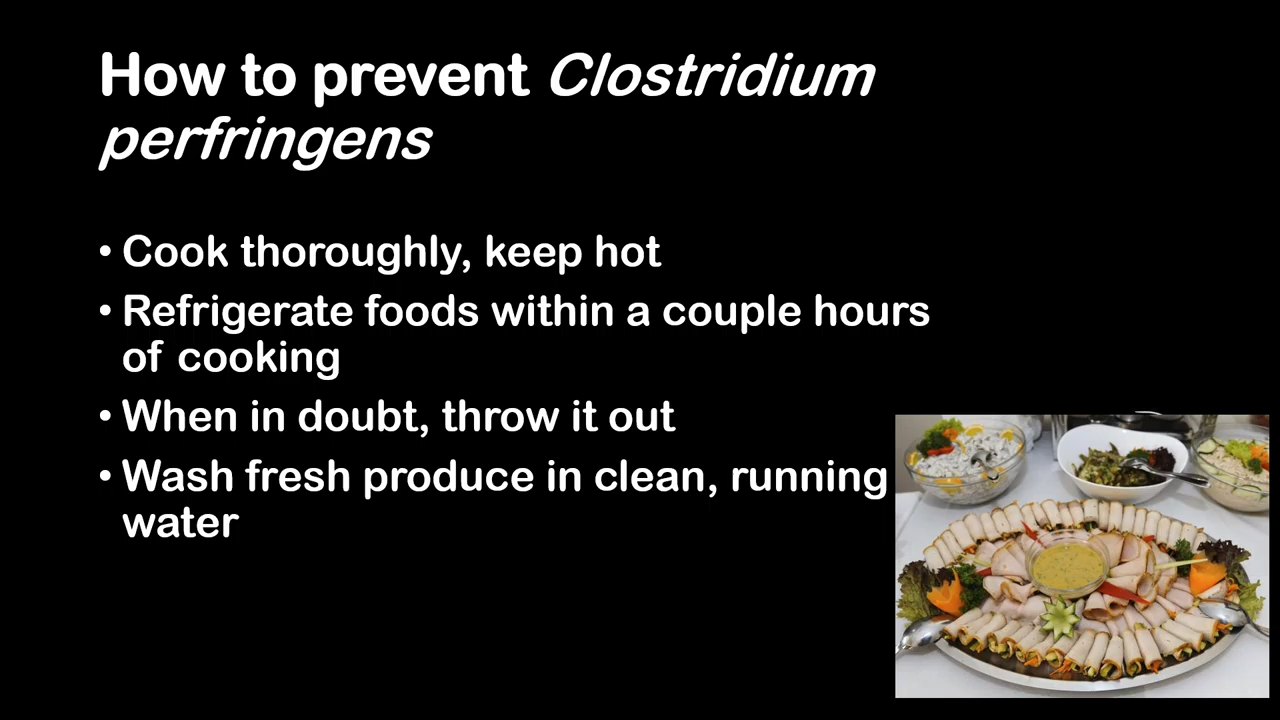 How to prevent Clostridium
perfringens
• Cook thoroughly, keep hot
• Refrigerate foods within a couple hours
of cooking
• When in doubt, throw it out
• Wash fresh produce in clean, running
water